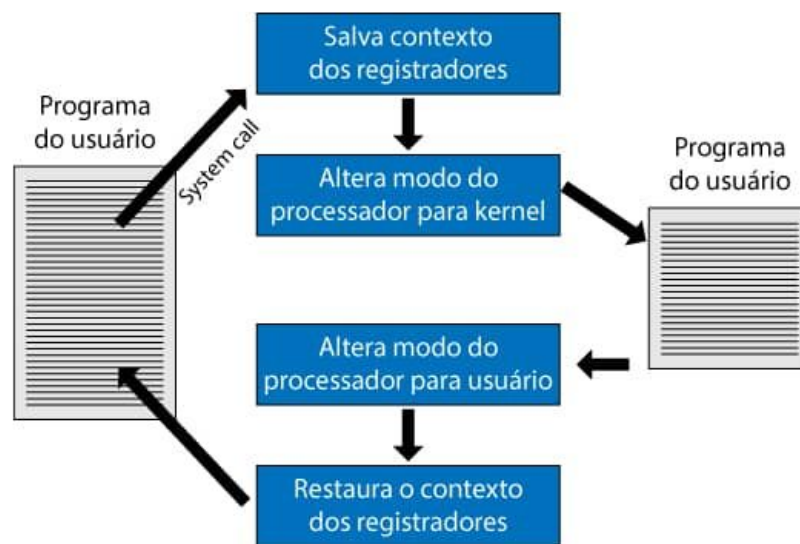 Salva contexto
dos registradores
Programa
do usuário
System call
Altera modo do
processador para kernel
Programa
do usuário
Altera modo do
processador para usuário
Restaura o contexto
dos registradores